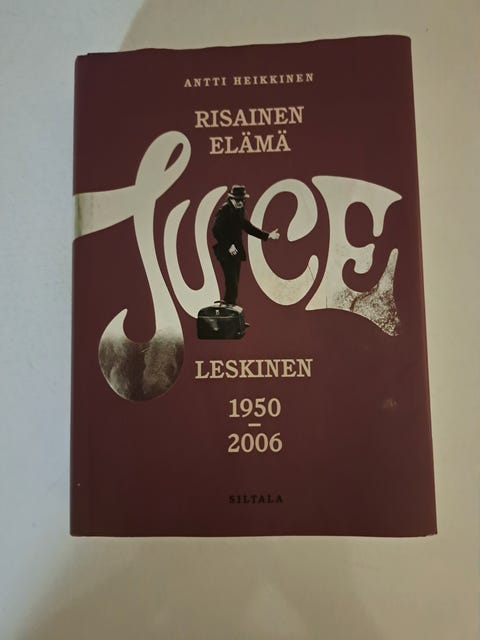 ANTTI HEIKKINEN
RISAINEN
ELÄMÄ
JUICE
LESKINEN
1950
–
2006
SILTALA